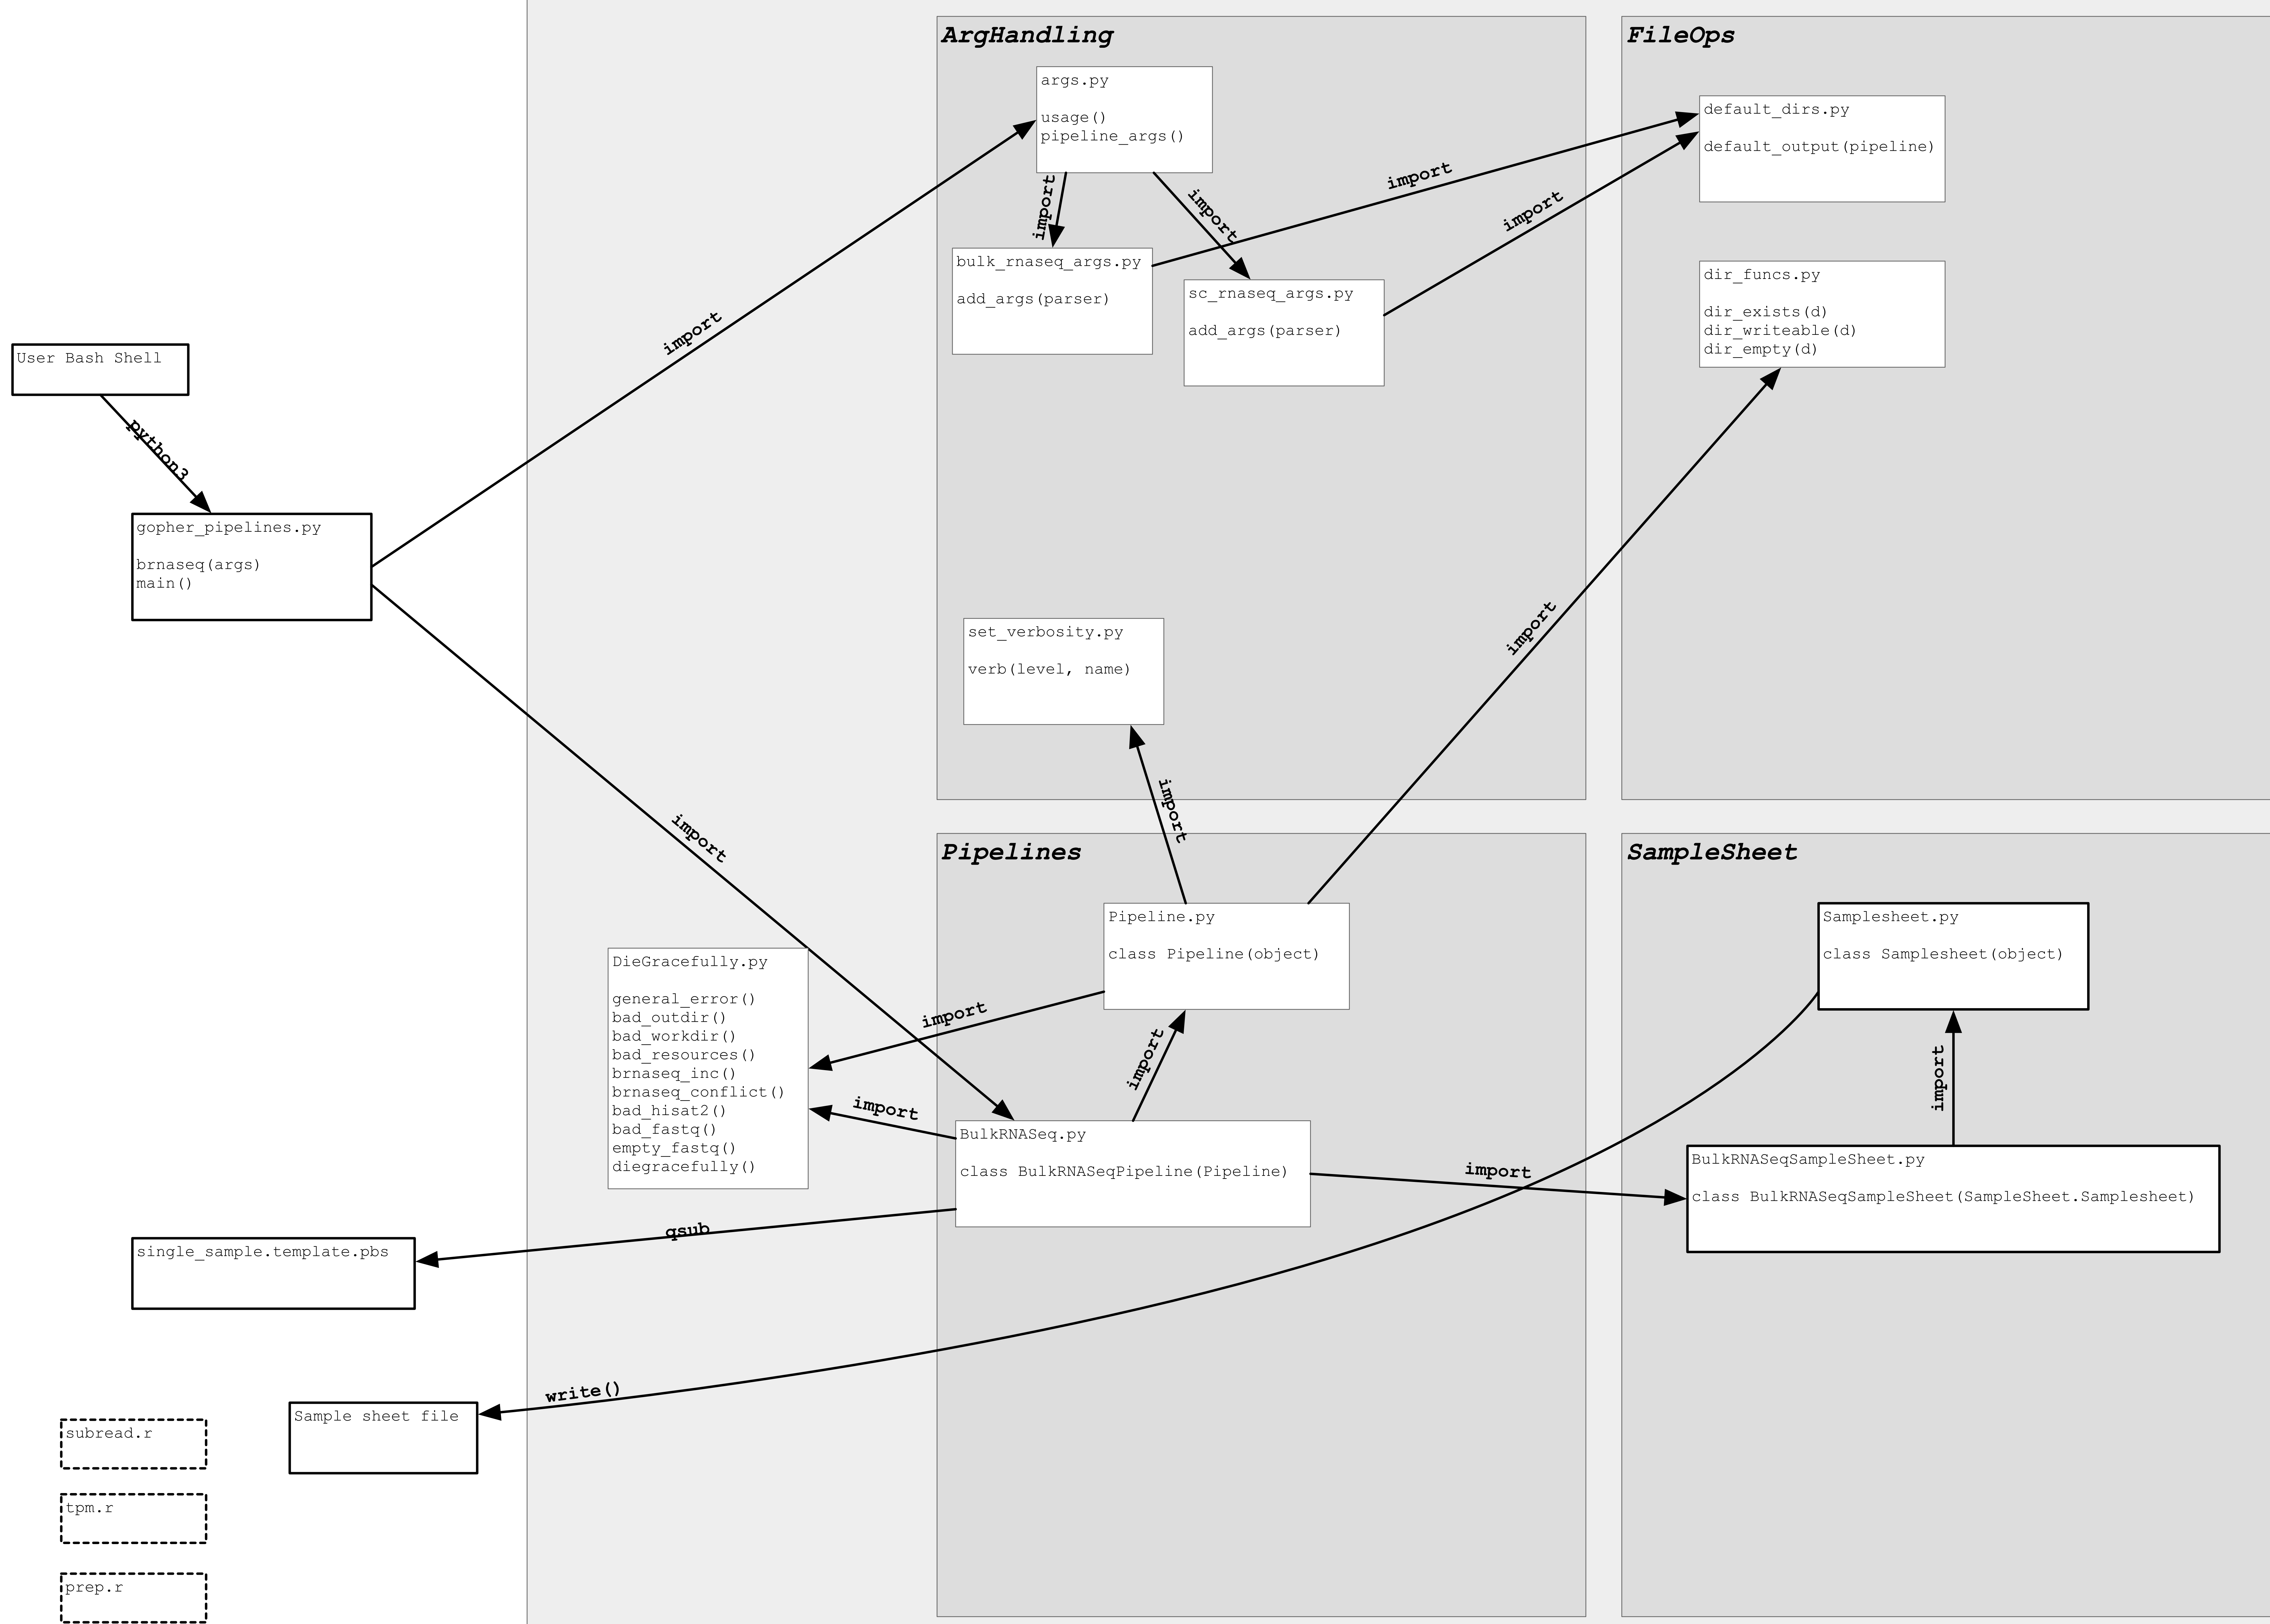 ArgHandling
args.py
usage()
pipeline_args()
import
import
bulk_rnaseq_args.py
add_args(parser)
sc_rnaseq_args.py
add_args(parser)
import
import
FileOps
default_dirs.py
default_output(pipeline)
dir_funcs.py
dir_exists(d)
dir_writeable(d)
dir_empty(d)
User Bash Shell
python3
gopher_pipelines.py
brnaseq(args)
main()
import
import
set_verbosity.py
verb(level, name)
import
import
Pipelines
Pipeline.py
class Pipeline(object)
DieGracefully.py
general_error()
bad_outdir()
bad_workdir()
bad_resources()
brnaseq_inc()
brnaseq_conflict()
bad_hisat2()
bad_fastq()
empty_fastq()
diegracefully()
import
import
import
BulkRNASeq.py
class BulkRNASeqPipeline(Pipeline)
import
SampleSheet
Samplesheet.py
class Samplesheet(object)
import
BulkRNASeqSampleSheet.py
class BulkRNASeqSampleSheet(SampleSheet.Samplesheet)
qsub
single_sample.template.pbs
write()
Sample sheet file
subread.r
tpm.r
prep.r